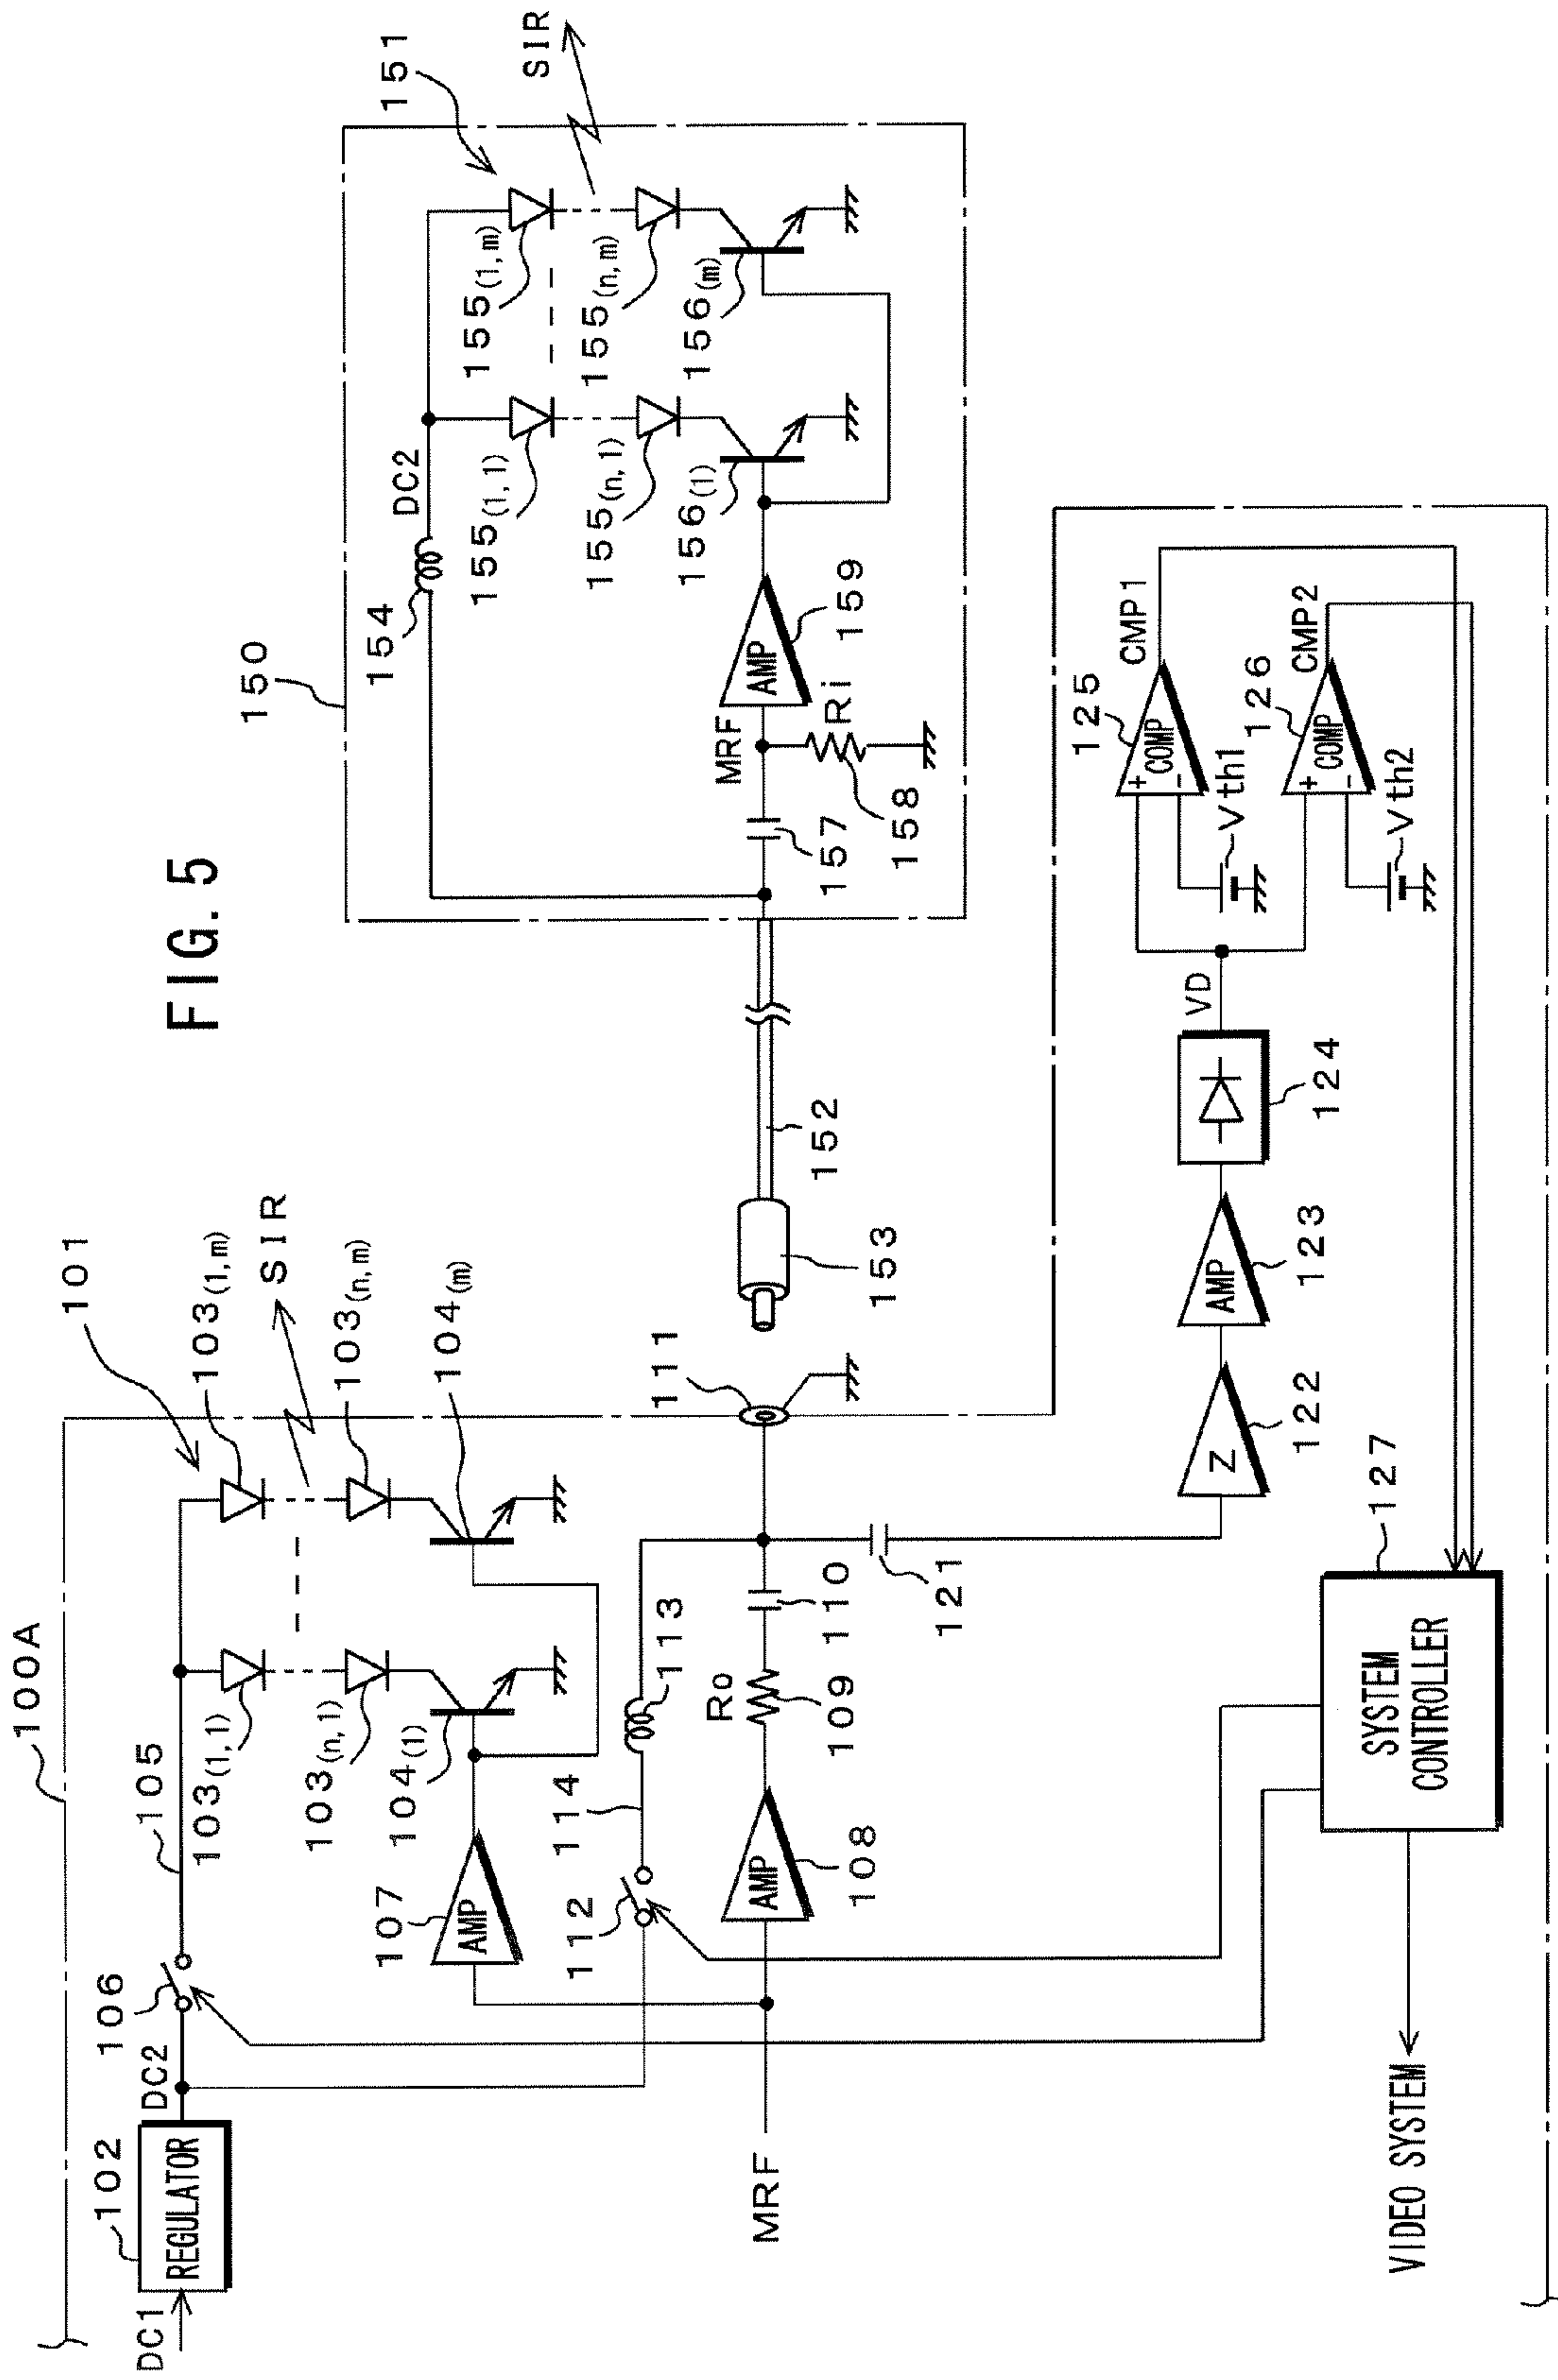 FIG. 5
100A
101
SIR
DC1
102
REGULATOR
DC2
106
105
103(1,1)
103(n,1)
103(1,m)
103(n,m)
104(1)
104(m)
107
AMP
112
114
113
MRF
AMP
108
Ro
109
110
111
121
153
152
150
151
SIR
154
DC2
155(1,1)
155(n,1)
155(1,m)
155(n,m)
156(1)
156(m)
157
MRF
158
Ri
AMP
159
Z
122
AMP
123
124
VD
125
+
-
COMP
CMP1
Vth1
126
+
-
COMP
CMP2
Vth2
127
SYSTEM
CONTROLLER
VIDEO SYSTEM